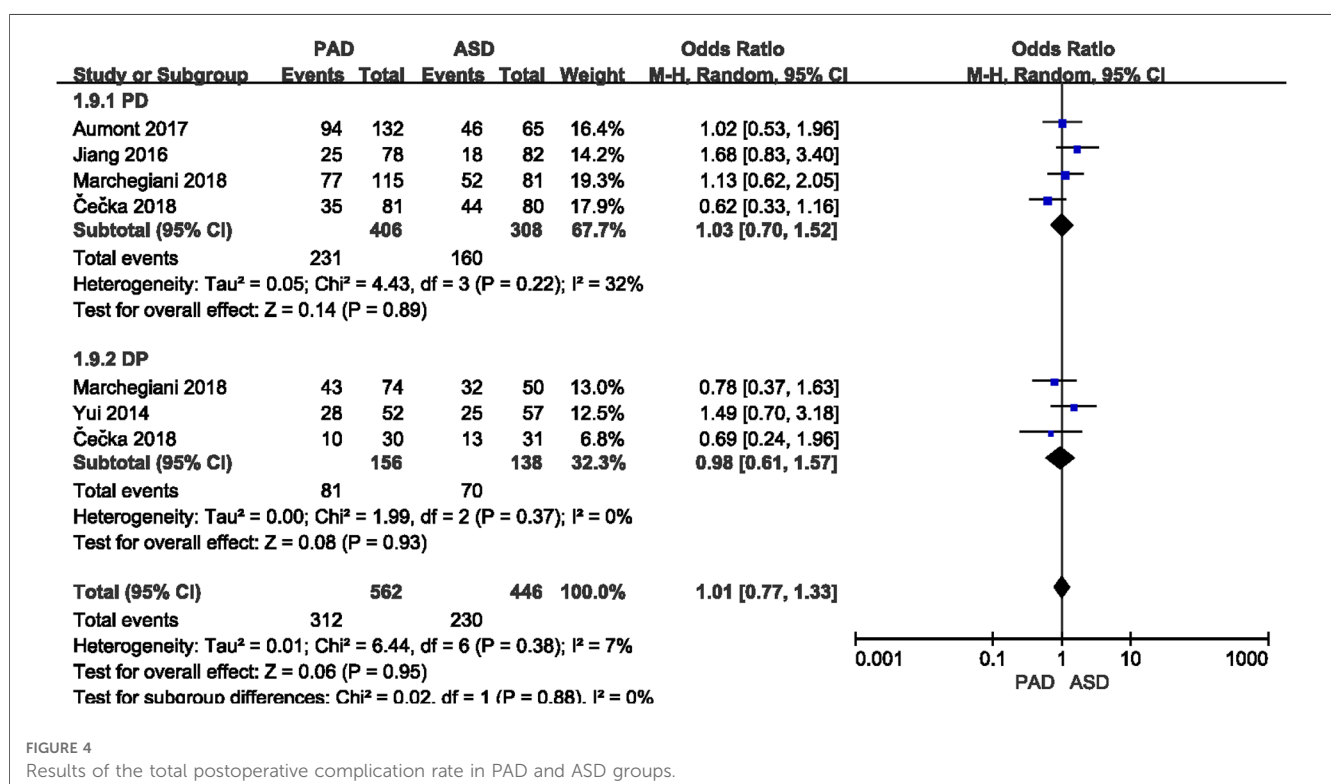 PAD ASD Odds Ratio Odds Ratio
Study or Subgroup Events Total Events Total Weight M-H, Random, 95% CI M-H, Random, 95% CI
1.9.1 PD
Aumont 2017 94 132 46 65 16.4% 1.02 [0.53, 1.96]
Jiang 2016 25 78 18 82 14.2% 1.68 [0.83, 3.40]
Marchegiani 2018 77 115 52 81 19.3% 1.13 [0.62, 2.05]
Čečka 2018 35 81 44 80 17.9% 0.62 [0.33, 1.16]
Subtotal (95% CI) 406 308 67.7% 1.03 [0.70, 1.52]
Total events 231 160
Heterogeneity: Tau² = 0.05; Chi² = 4.43, df = 3 (P = 0.22); I² = 32%
Test for overall effect: Z = 0.14 (P = 0.89)
1.9.2 DP
Marchegiani 2018 43 74 32 50 13.0% 0.78 [0.37, 1.63]
Yui 2014 28 52 25 57 12.5% 1.49 [0.70, 3.18]
Čečka 2018 10 30 13 31 6.8% 0.69 [0.24, 1.96]
Subtotal (95% CI) 156 138 32.3% 0.98 [0.61, 1.57]
Total events 81 70
Heterogeneity: Tau² = 0.00; Chi² = 1.99, df = 2 (P = 0.37); I² = 0%
Test for overall effect: Z = 0.08 (P = 0.93)
Total (95% CI) 562 446 100.0% 1.01 [0.77, 1.33]
Total events 312 230
Heterogeneity: Tau² = 0.01; Chi² = 6.44, df = 6 (P = 0.38); I² = 7%
Test for overall effect: Z = 0.06 (P = 0.95)
Test for subgroup differences: Chi² = 0.02, df = 1 (P = 0.88), I² = 0%
0.001 0.1 1 10 1000
PAD ASD
FIGURE 4
Results of the total postoperative complication rate in PAD and ASD groups.